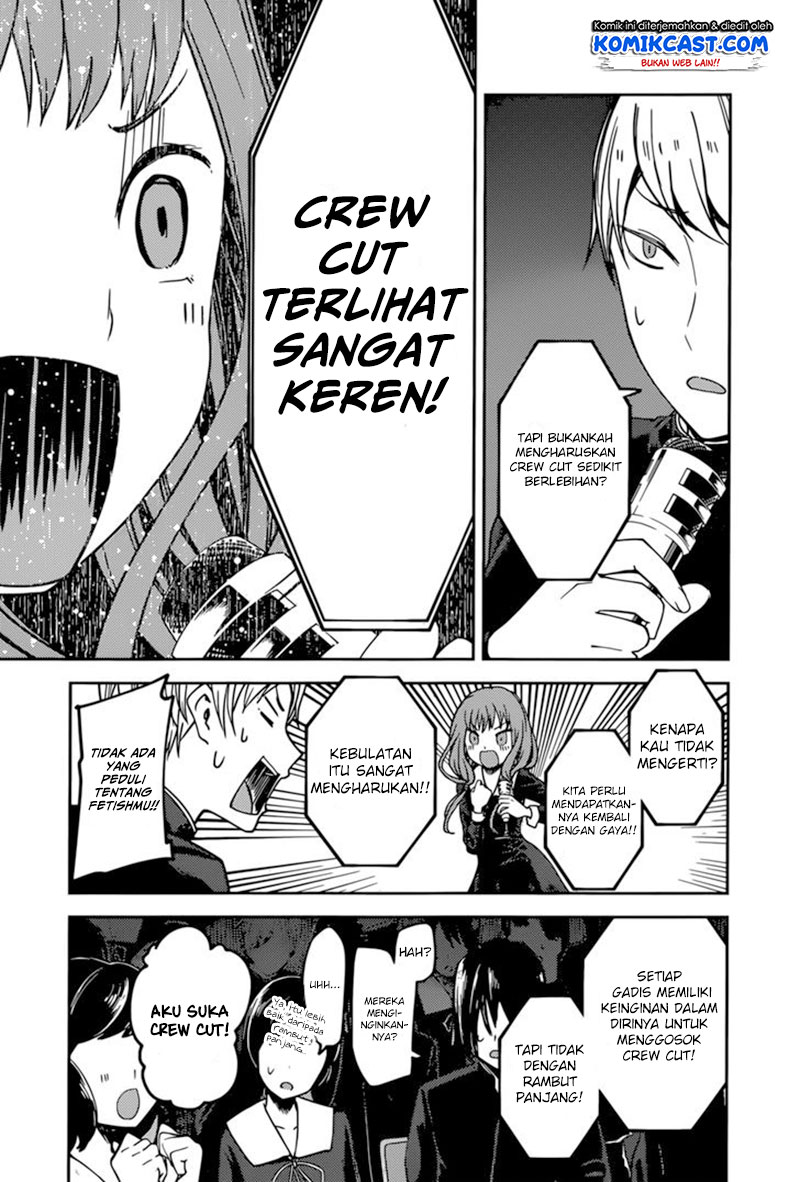 Komik ini diterjemahkan & diedit oleh
KOMIKCAST.COM
BUKAN WEB LAIN!!
TAPI BUKANKAH
MENGHARUSKAN
CREW CUT SEDIKIT
BERLEBIHAN?
CREW
CUT
TERLIHAT
SANGAT
KEREN!
KENAPA
KAU TIDAK
MENGERTI?
KITA PERLU
MENDAPATKAN-
NYA KEMBALI
DENGAN GAYA!!
KEBULATAN
ITU SANGAT
MENGHARUKAN!!
TIDAK ADA
YANG
PEDULI
TENTANG
FETISHMU!!
SETIAP
GADIS MEMILIKI
KEINGINAN DALAM
DIRINYA UNTUK
MENGGOSOK
CREW CUT!
TAPI TIDAK
DENGAN
RAMBUT
PANJANG!
HAH?
MEREKA
MENGI-
NGINKAN-
NYA?
UHH...
Ya, itu lebih
baik daripada
rambut
panjang...
AKU SUKA
CREW CUT!